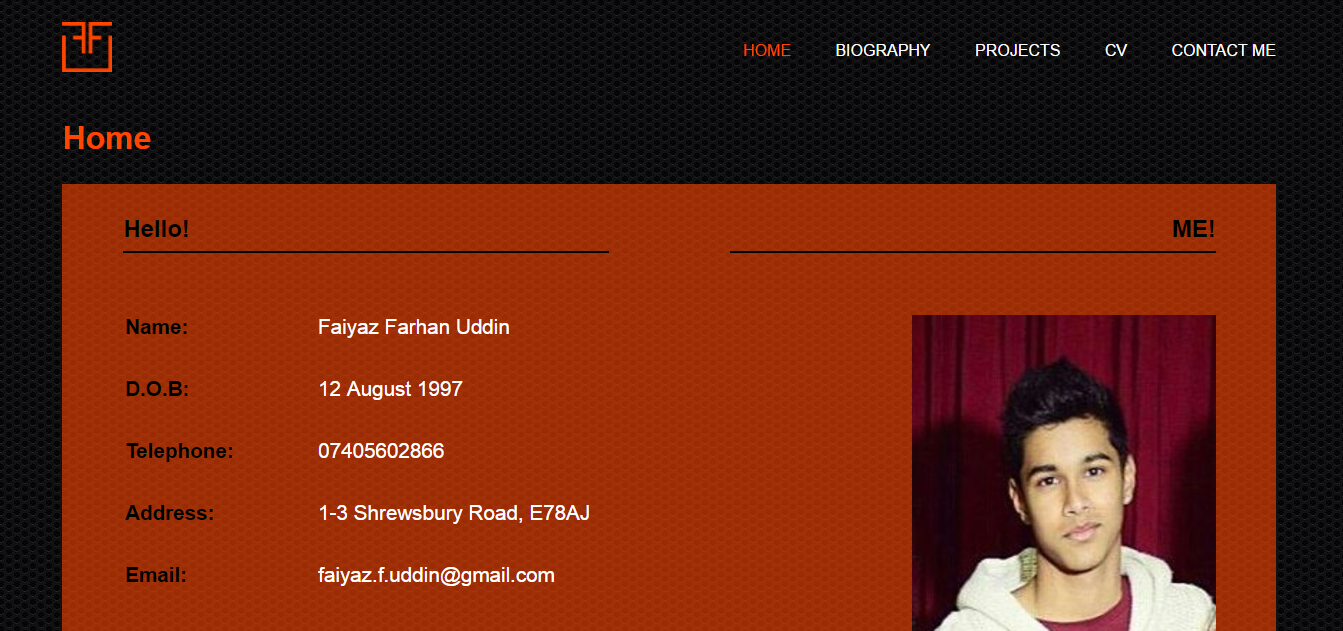 HOME BIOGRAPHY PROJECTS CV CONTACT ME
Home
Hello! ME!
Name: Faiyaz Farhan Uddin
D.O.B: 12 August 1997
Telephone: 07405602866
Address: 1-3 Shrewsbury Road, E78AJ
Email: faiyaz.f.uddin@gmail.com